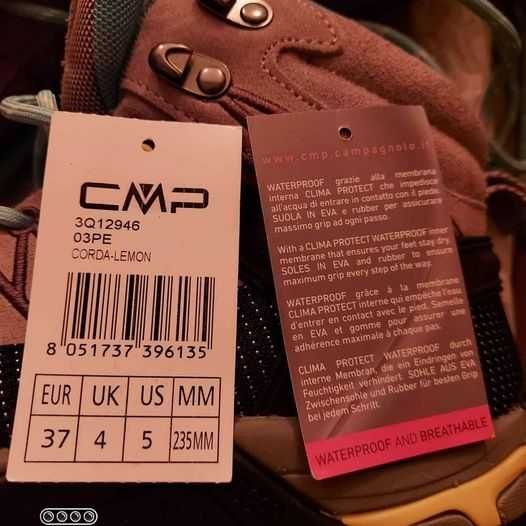 CMP
3Q12946
03PE
CORDA-LEMON
8 051737 396135
EUR UK US MM
37 4 5 235MM
www.cmp.campagnolo.it
WATERPROOF grazie alla membrana
interna CLIMA PROTECT che impedisce
all'acqua di entrare in contatto con il piede.
SUOLA IN EVA e rubber per assicurare
massimo grip ad ogni passo.
With a CLIMA PROTECT WATERPROOF inner
membrane that ensures your feet stay dry.
SOLES IN EVA and rubber to ensure
maximum grip every step of the way.
WATERPROOF grâce à la membrane
CLIMA PROTECT interne qui empêche l'eau
d'entrer en contact avec le pied. Samelle
en EVA et gomme pour assurer une
adhérence maximale à chaque pas.
CLIMA PROTECT WATERPROOF durch
interne Membran, die ein Eindringen von
Feuchtigkeit verhindert. SOHLE AUS EVA
Zwischensohle und Rubber für besten Grip
bei jedem Schritt.
WATERPROOF AND BREATHABLE